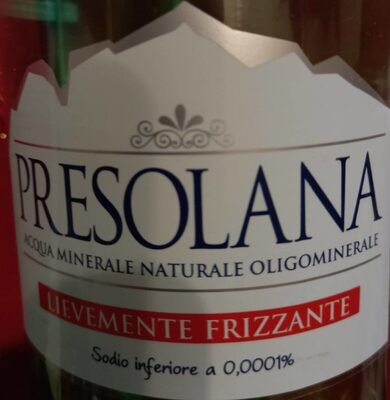 PRESOLANA
ACQUA MINERALE NATURALE OLIGOMINERALE
LIEVEMENTE FRIZZANTE
Sodio inferiore a 0,0001%